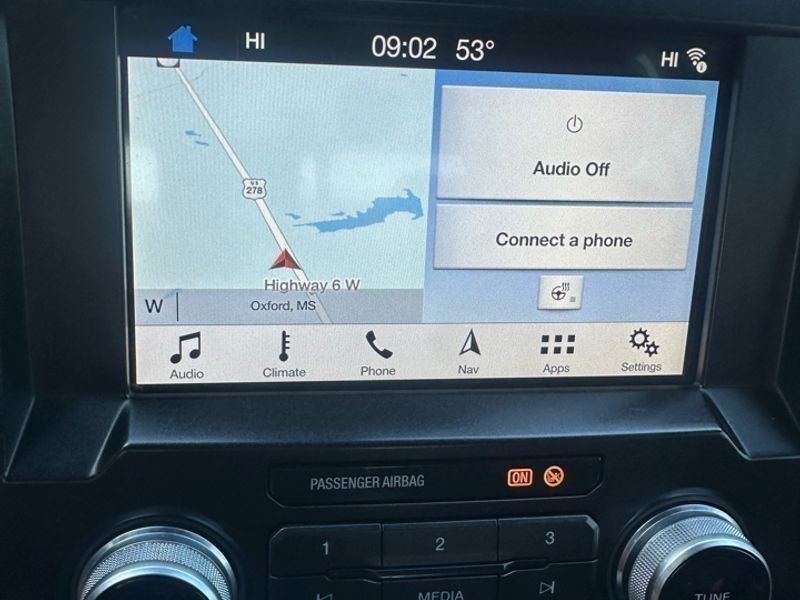 HI 09:02 53° HI
U S
278
Highway 6 W
Oxford, MS
W
Audio Off
Connect a phone
Audio Climate Phone Nav Apps Settings
PASSENGER AIRBAG ON
1 2 3
MEDIA
TUNE